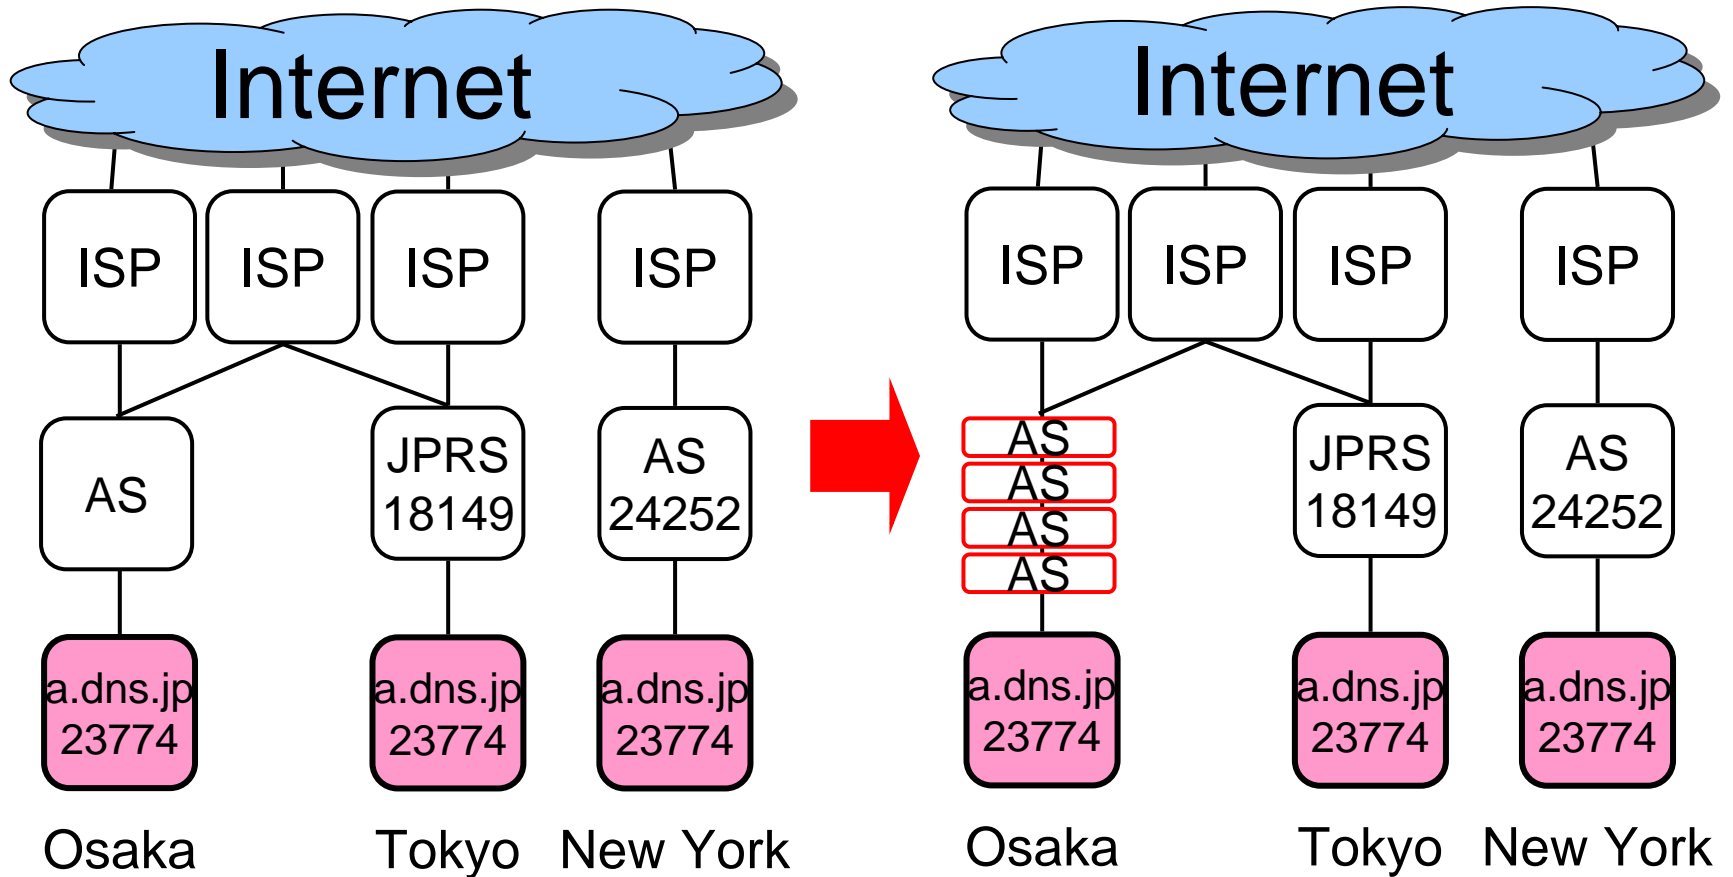 Internet
ISP
ISP
ISP
ISP
AS
JPRS
18149
AS
24252
a.dns.jp
23774
a.dns.jp
23774
a.dns.jp
23774
Osaka
Tokyo
New York
Internet
ISP
ISP
ISP
ISP
AS
AS
AS
AS
JPRS
18149
AS
24252
a.dns.jp
23774
a.dns.jp
23774
a.dns.jp
23774
Osaka
Tokyo
New York